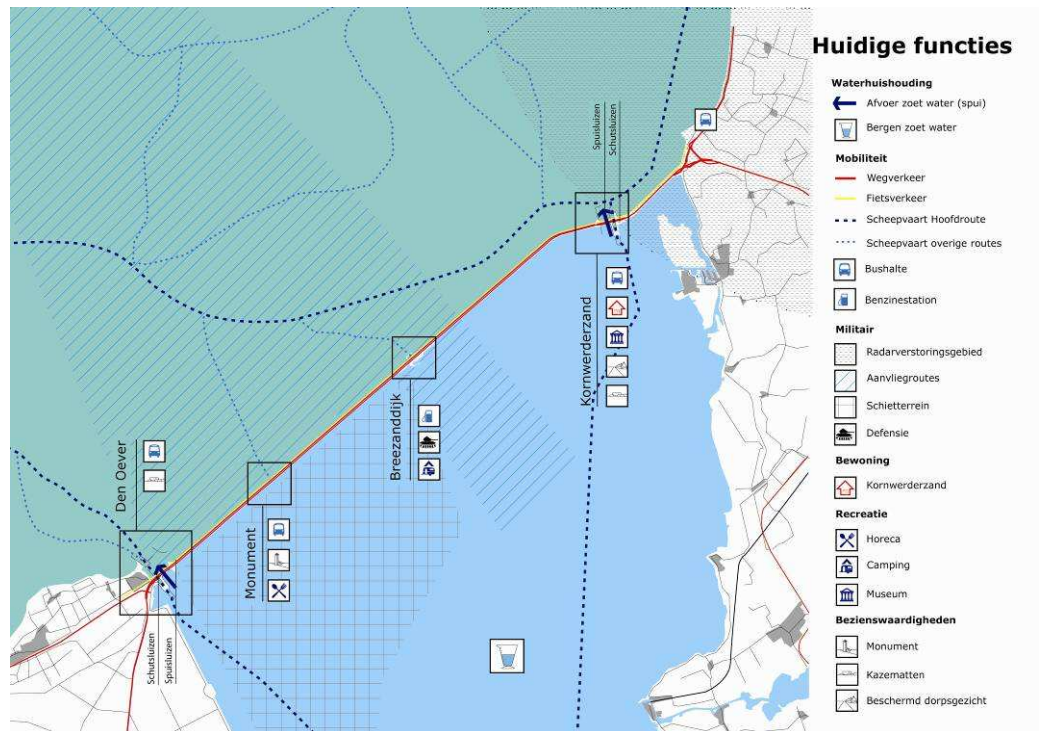 Huidige functies
Waterhuishouding
Afvoer zoet water (spui)
Bergen zoet water
Mobiliteit
Wegverkeer
Fietsverkeer
Scheepvaart Hoofdroute
Scheepvaart overige routes
Bushalte
Benzinestation
Militair
Radarverstoringsgebied
Aanvliegroutes
Schietterrein
Defensie
Bewoning
Kornwerderzand
Recreatie
Horeca
Camping
Museum
Bezienswaardigheden
Monument
Kazematten
Beschermd dorpsgezicht
Spuisluizen
Schutsluizen
Kornwerderzand
Breezanddijk
Monument
Den Oever
Schutsluizen
Spuisluizen